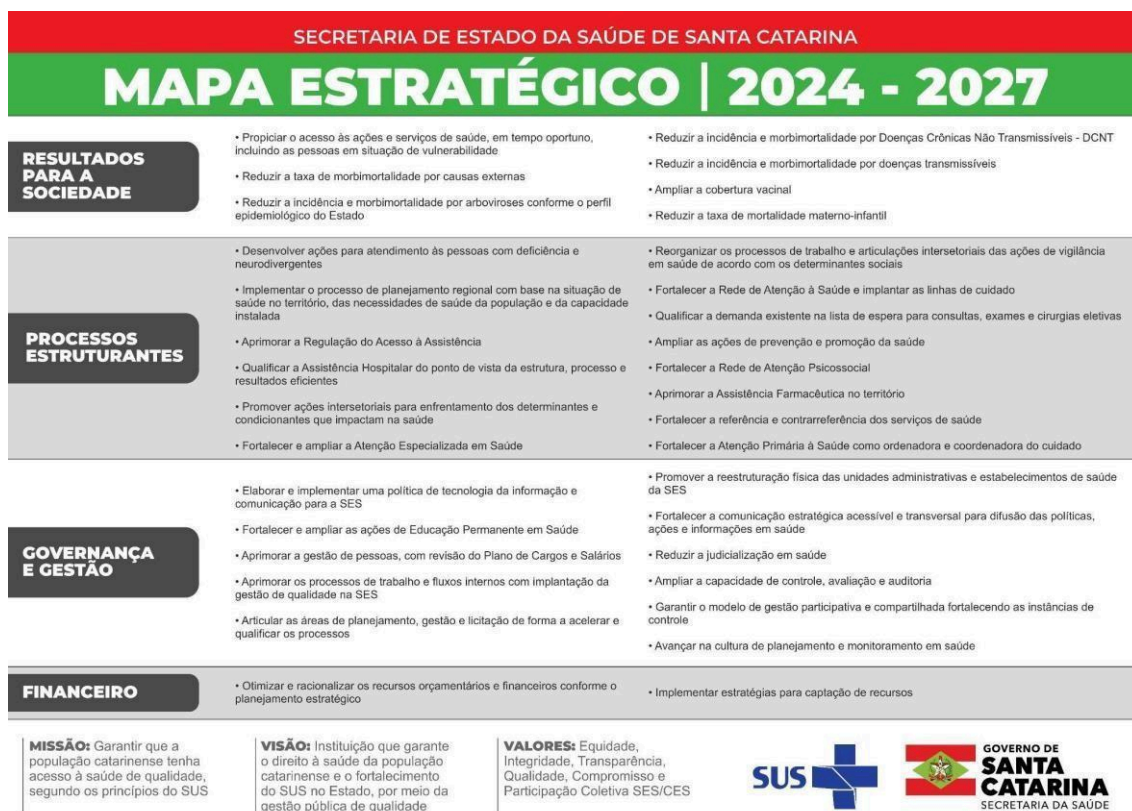 SECRETARIA DE ESTADO DA SAÚDE DE SANTA CATARINA
MAPA ESTRATÉGICO | 2024 - 2027
RESULTADOS
PARA A
SOCIEDADE
• Propiciar o acesso às ações e serviços de saúde, em tempo oportuno,
incluindo as pessoas em situação de vulnerabilidade
• Reduzir a taxa de morbimortalidade por causas externas
• Reduzir a incidência e morbimortalidade por arboviroses conforme o perfil
epidemiológico do Estado
• Reduzir a incidência e morbimortalidade por Doenças Crônicas Não Transmissíveis - DCNT
• Reduzir a incidência e morbimortalidade por doenças transmissíveis
• Ampliar a cobertura vacinal
• Reduzir a taxa de mortalidade materno-infantil
PROCESSOS
ESTRUTURANTES
• Desenvolver ações para atendimento às pessoas com deficiência e
neurodivergentes
• Implementar o processo de planejamento regional com base na situação de
saúde no território, das necessidades de saúde da população e da capacidade
instalada
• Aprimorar a Regulação do Acesso à Assistência
• Qualificar a Assistência Hospitalar do ponto de vista da estrutura, processo e
resultados eficientes
• Promover ações intersetoriais para enfrentamento dos determinantes e
condicionantes que impactam na saúde
• Fortalecer e ampliar a Atenção Especializada em Saúde
• Reorganizar os processos de trabalho e articulações intersetoriais das ações de vigilância
em saúde de acordo com os determinantes sociais
• Fortalecer a Rede de Atenção à Saúde e implantar as linhas de cuidado
• Qualificar a demanda existente na lista de espera para consultas, exames e cirurgias eletivas
• Ampliar as ações de prevenção e promoção da saúde
• Fortalecer a Rede de Atenção Psicossocial
• Aprimorar a Assistência Farmacêutica no território
• Fortalecer a referência e contrarreferência dos serviços de saúde
• Fortalecer a Atenção Primária à Saúde como ordenadora e coordenadora do cuidado
GOVERNANÇA
E GESTÃO
• Elaborar e implementar uma política de tecnologia da informação e
comunicação para a SES
• Fortalecer e ampliar as ações de Educação Permanente em Saúde
• Aprimorar a gestão de pessoas, com revisão do Plano de Cargos e Salários
• Aprimorar os processos de trabalho e fluxos internos com implantação da
gestão de qualidade na SES
• Articular as áreas de planejamento, gestão e licitação de forma a acelerar e
qualificar os processos
• Promover a reestruturação física das unidades administrativas e estabelecimentos de saúde
da SES
• Fortalecer a comunicação estratégica acessível e transversal para difusão das políticas,
ações e informações em saúde
• Reduzir a judicialização em saúde
• Ampliar a capacidade de controle, avaliação e auditoria
• Garantir o modelo de gestão participativa e compartilhada fortalecendo as instâncias de
controle
• Avançar na cultura de planejamento e monitoramento em saúde
FINANCEIRO
• Otimizar e racionalizar os recursos orçamentários e financeiros conforme o
planejamento estratégico
• Implementar estratégias para captação de recursos
MISSÃO: Garantir que a
população catarinense tenha
acesso à saúde de qualidade,
segundo os princípios do SUS
VISÃO: Instituição que garante
o direito à saúde da população
catarinense e o fortalecimento
do SUS no Estado, por meio da
gestão pública de qualidade
VALORES: Equidade,
Integridade, Transparência,
Qualidade, Compromisso e
Participação Coletiva SES/CES
SUS
GOVERNO DE
SANTA
CATARINA
SECRETARIA DA SAÚDE